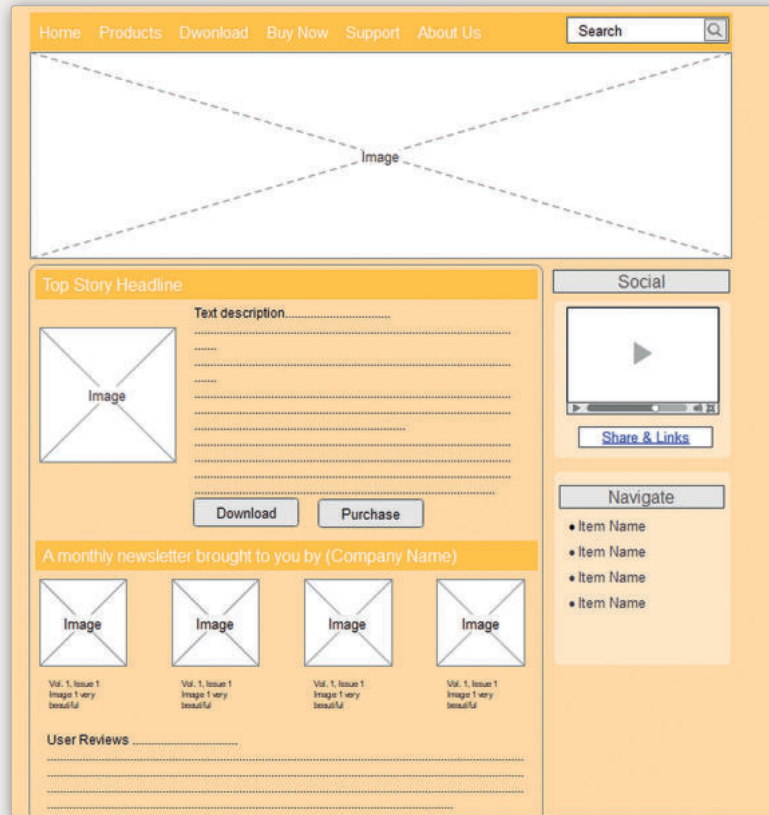 Home Products Dwonload Buy Now Support About Us
Search
Image
Top Story Headline
Text description
Image
Download
Purchase
A monthly newsletter brought to you by (Company Name)
Image
Image
Image
Image
Vol. 1, Issue 1
Image 1 very
beautiful
Vol. 1, Issue 1
Image 1 very
beautiful
Vol. 1, Issue 1
Image 1 very
beautiful
Vol. 1, Issue 1
Image 1 very
beautiful
User Reviews
Social
Share & Links
Navigate
• Item Name
• Item Name
• Item Name
• Item Name